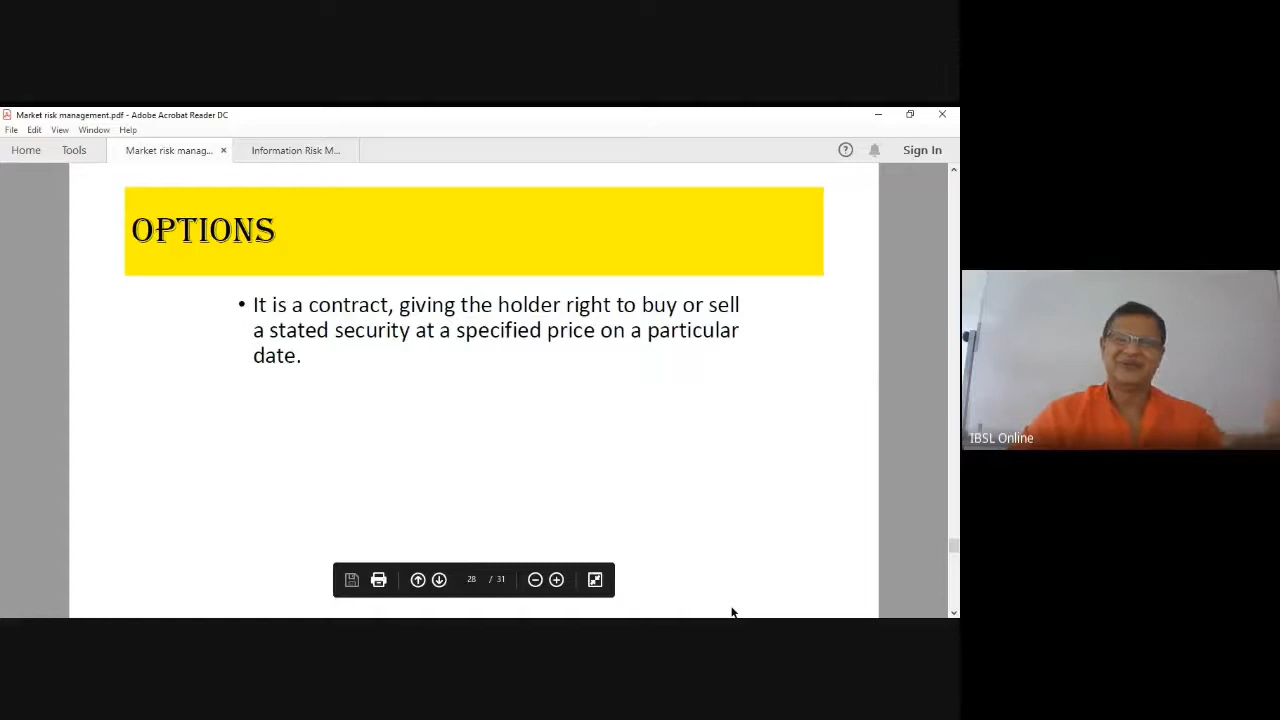 Market risk management.pdf - Adobe Acrobat Reader DC
File Edit View Window Help
Home Tools Market risk manag... × Information Risk M... Sign In
OPTIONS
• It is a contract, giving the holder right to buy or sell
a stated security at a specified price on a particular
date.
28 / 31
IBSL Online